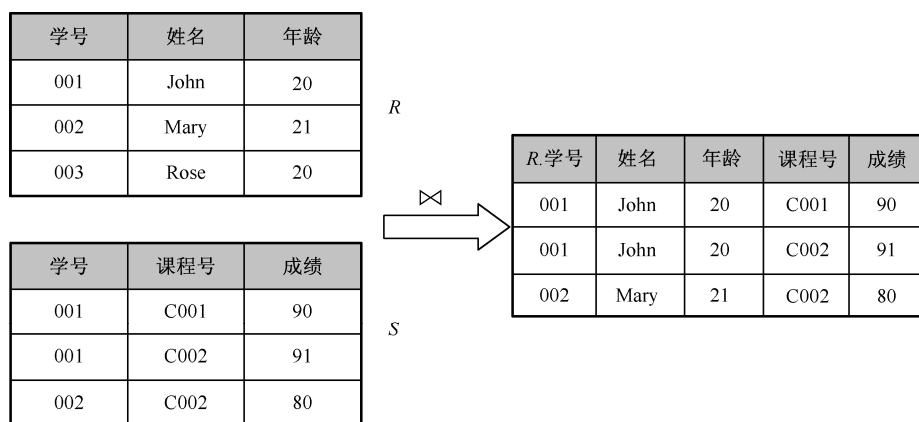 学号 姓名 年龄
001 John 20
002 Mary 21
003 Rose 20
R
学号 课程号 成绩
001 C001 90
001 C002 91
002 C002 80
S
⋈
R.学号 姓名 年龄 课程号 成绩
001 John 20 C001 90
001 John 20 C002 91
002 Mary 21 C002 80